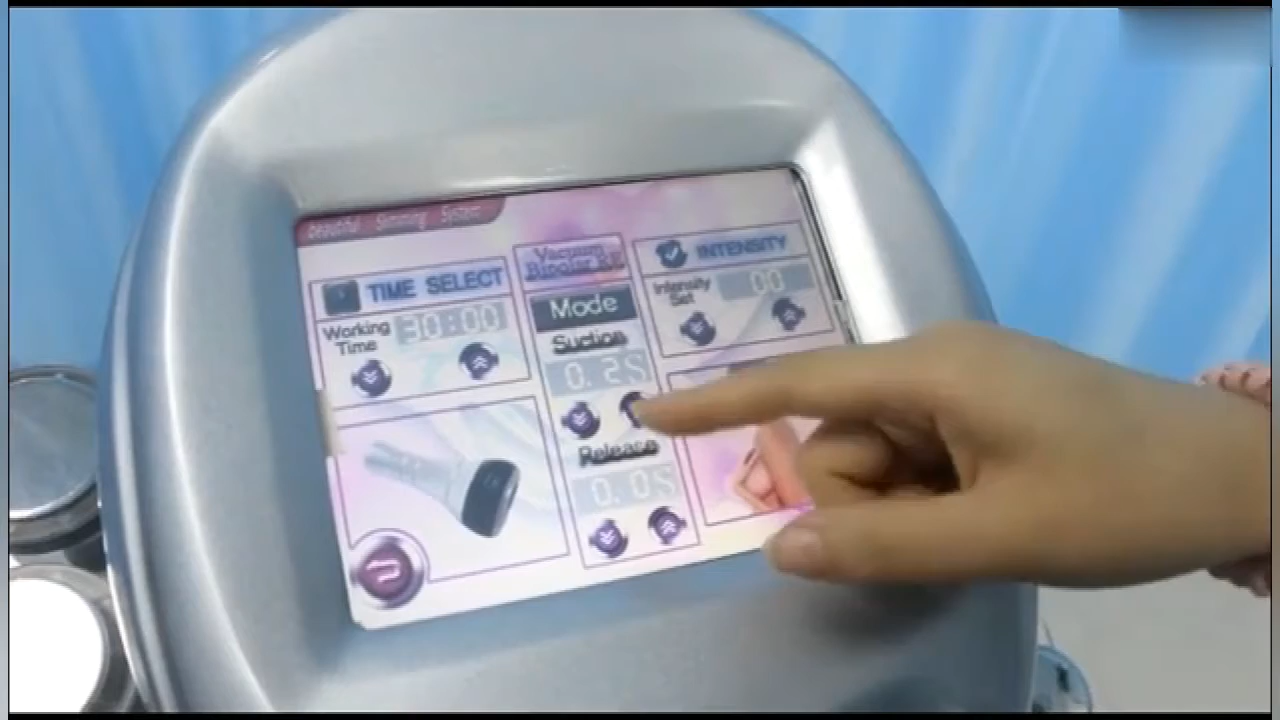 Beautiful Slimming System
TIME SELECT
Working
Time
30:00
Vacuum
Bipolar RF
Mode
Suction
0.2S
Release
0.0S
INTENSITY
Intensity
Set
00